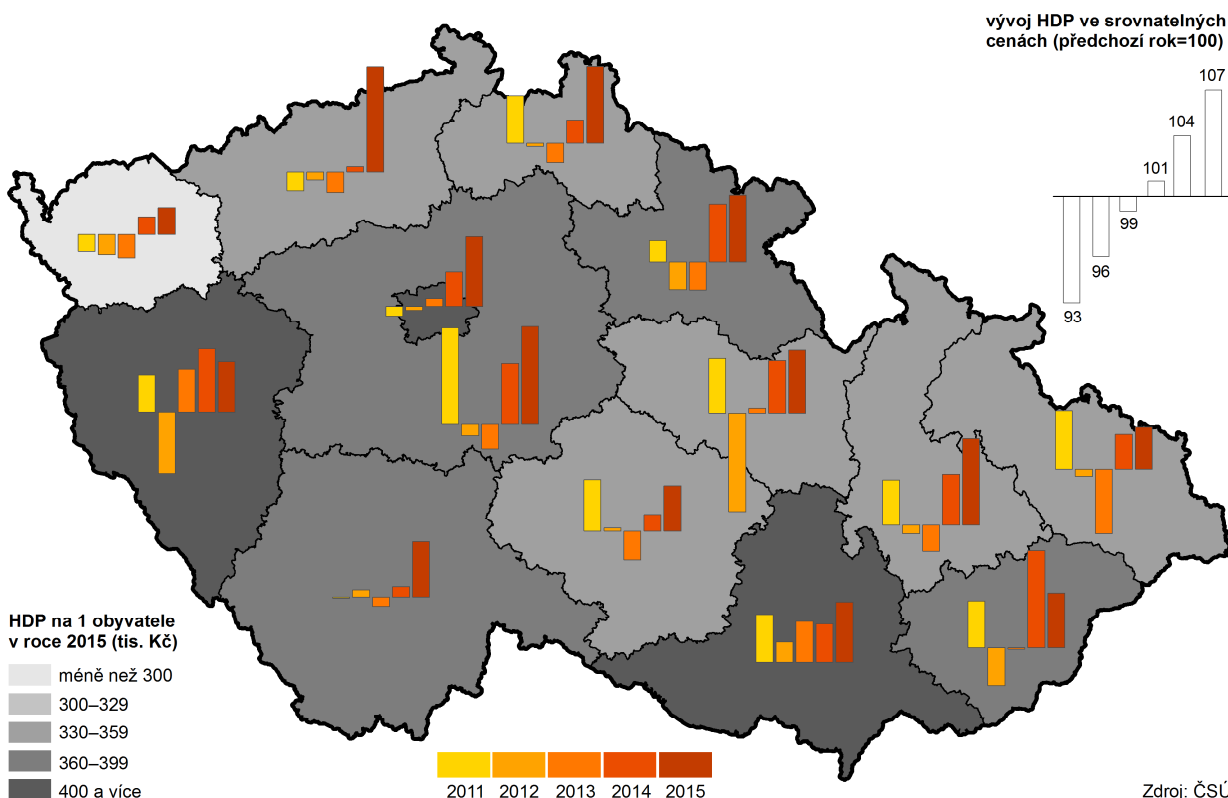 vývoj HDP ve srovnatelných
cenách (předchozí rok=100)
107
104
101
99
96
93
HDP na 1 obyvatele
v roce 2015 (tis. Kč)
méně než 300
300–329
330–359
360–399
400 a více
2011 2012 2013 2014 2015
Zdroj: ČSÚ